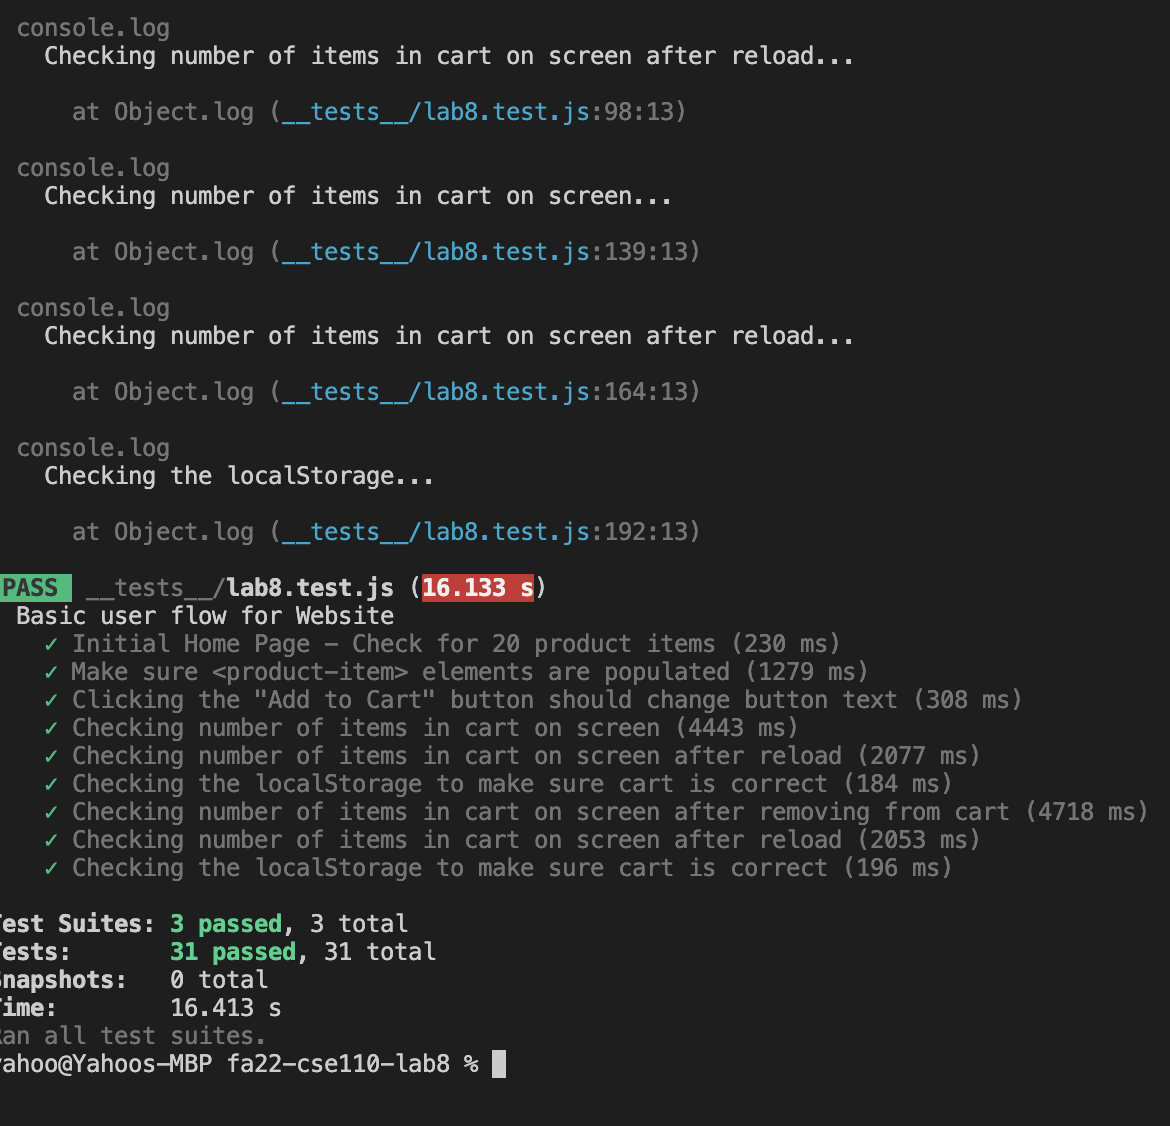 console.log
Checking number of items in cart on screen after reload...
at Object.log (__tests__/lab8.test.js:98:13)
console.log
Checking number of items in cart on screen...
at Object.log (__tests__/lab8.test.js:139:13)
console.log
Checking number of items in cart on screen after reload...
at Object.log (__tests__/lab8.test.js:164:13)
console.log
Checking the localStorage...
at Object.log (__tests__/lab8.test.js:192:13)
PASS __tests__/lab8.test.js (16.133 s)
Basic user flow for Website
✓ Initial Home Page – Check for 20 product items (230 ms)
✓ Make sure <product-item> elements are populated (1279 ms)
✓ Clicking the "Add to Cart" button should change button text (308 ms)
✓ Checking number of items in cart on screen (4443 ms)
✓ Checking number of items in cart on screen after reload (2077 ms)
✓ Checking the localStorage to make sure cart is correct (184 ms)
✓ Checking number of items in cart on screen after removing from cart (4718 ms)
✓ Checking number of items in cart on screen after reload (2053 ms)
✓ Checking the localStorage to make sure cart is correct (196 ms)
Test Suites: 3 passed, 3 total
Tests: 31 passed, 31 total
Snapshots: 0 total
Time: 16.413 s
Ran all test suites.
yahoo@Yahoos-MBP fa22-cse110-lab8 %